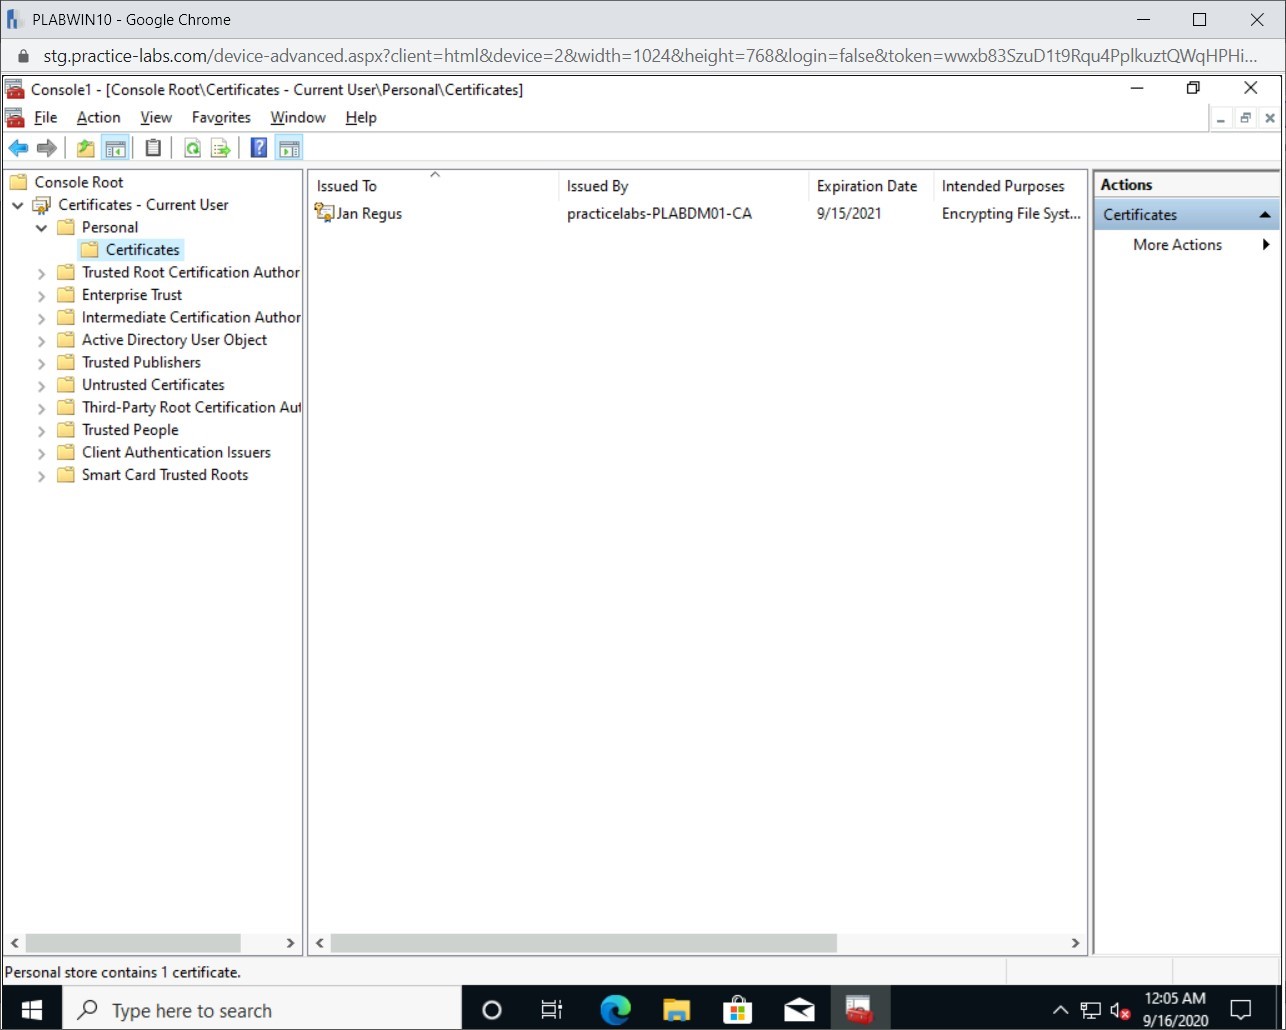 PLABWIN10 - Google Chrome
stg.practice-labs.com/device-advanced.aspx?client=html&device=2&width=1024&height=768&login=false&token=wwxb83SzuD1t9Rqu4PplkuztQWqHPHi...
Console1 - [Console Root\Certificates - Current User\Personal\Certificates]
File Action View Favorites Window Help
Console Root
Certificates - Current User
Personal
Certificates
Trusted Root Certification Author
Enterprise Trust
Intermediate Certification Author
Active Directory User Object
Trusted Publishers
Untrusted Certificates
Third-Party Root Certification Aut
Trusted People
Client Authentication Issuers
Smart Card Trusted Roots
Issued To Issued By Expiration Date Intended Purposes
Jan Regus practicelabs-PLABDM01-CA 9/15/2021 Encrypting File Syst...
Actions
Certificates
More Actions
Personal store contains 1 certificate.
Type here to search
12:05 AM
9/16/2020